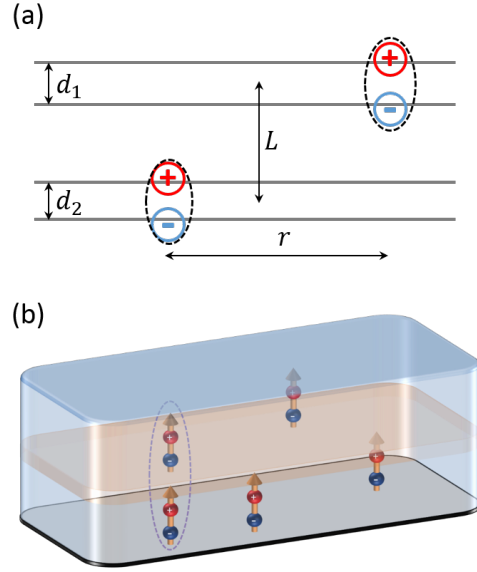 (a)
+
d₁
-
L
+
d₂
-
r
(b)
+
-
+
-
+
-
+
-
+
-